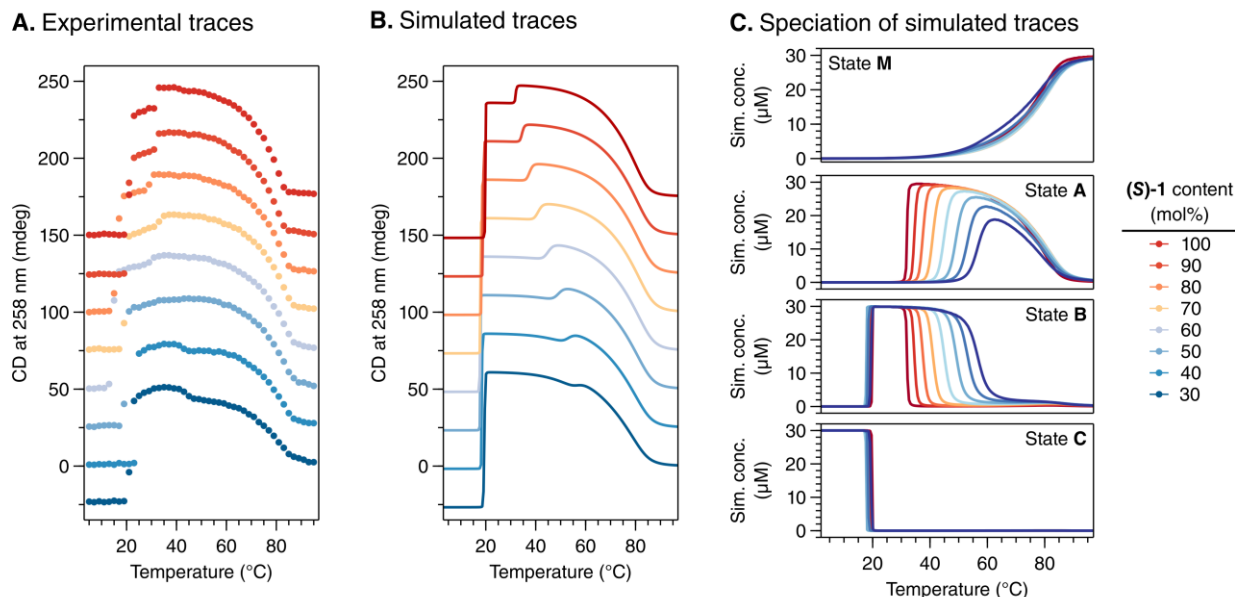 A. Experimental traces
B. Simulated traces
C. Speciation of simulated traces
CD at 258 nm (mdeg)
250
200
150
100
50
0
20
40
60
80
Temperature (°C)
CD at 258 nm (mdeg)
250
200
150
100
50
0
20
40
60
80
Temperature (°C)
State M
Sim. conc.
(μM)
30
20
10
0
State A
Sim. conc.
(μM)
30
20
10
0
State B
Sim. conc.
(μM)
30
20
10
0
State C
Sim. conc.
(μM)
30
20
10
0
20
40
60
80
Temperature (°C)
(S)-1 content
(mol%)
100
90
80
70
60
50
40
30